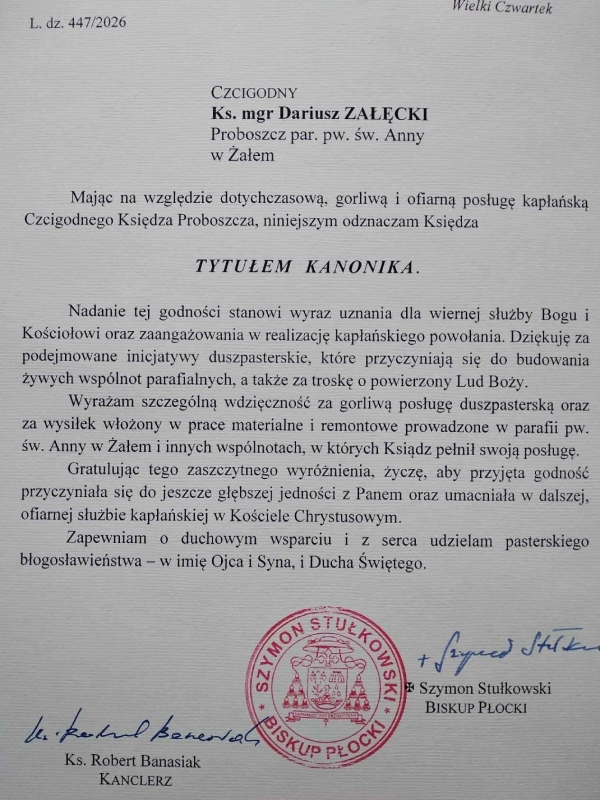 Wielki Czwartek
L. dz. 447/2026
CZCIGODNY
Ks. mgr Dariusz ZAŁĘCKI
Proboszcz par. pw. św. Anny
w Żałem
Mając na względzie dotychczasową, gorliwą i ofiarną posługę kapłańską
Czcigodnego Księdza Proboszcza, niniejszym odznaczam Księdza
TYTUŁEM KANONIKA.
Nadanie tej godności stanowi wyraz uznania dla wiernej służby Bogu i
Kościołowi oraz zaangażowania w realizację kapłańskiego powołania. Dziękuję za
podejmowane inicjatywy duszpasterskie, które przyczyniają się do budowania
żywych wspólnot parafialnych, a także za troskę o powierzony Lud Boży.
Wyrażam szczególną wdzięczność za gorliwą posługę duszpasterską oraz
za wysiłek włożony w prace materialne i remontowe prowadzone w parafii pw.
św. Anny w Żałem i innych wspólnotach, w których Ksiądz pełnił swoją posługę.
Gratulując tego zaszczytnego wyróżnienia, życzę, aby przyjęta godność
przyczyniała się do jeszcze głębszej jedności z Panem oraz umacniała w dalszej,
ofiarnej służbie kapłańskiej w Kościele Chrystusowym.
Zapewniam o duchowym wsparciu i z serca udzielam pasterskiego
błogosławieństwa – w imię Ojca i Syna, i Ducha Świętego.
SZYMON STUŁKOWSKI
BISKUP PŁOCKI
✠ Szymon Stułkowski
BISKUP PŁOCKI
Ks. Robert Banasiak
KANCLERZ